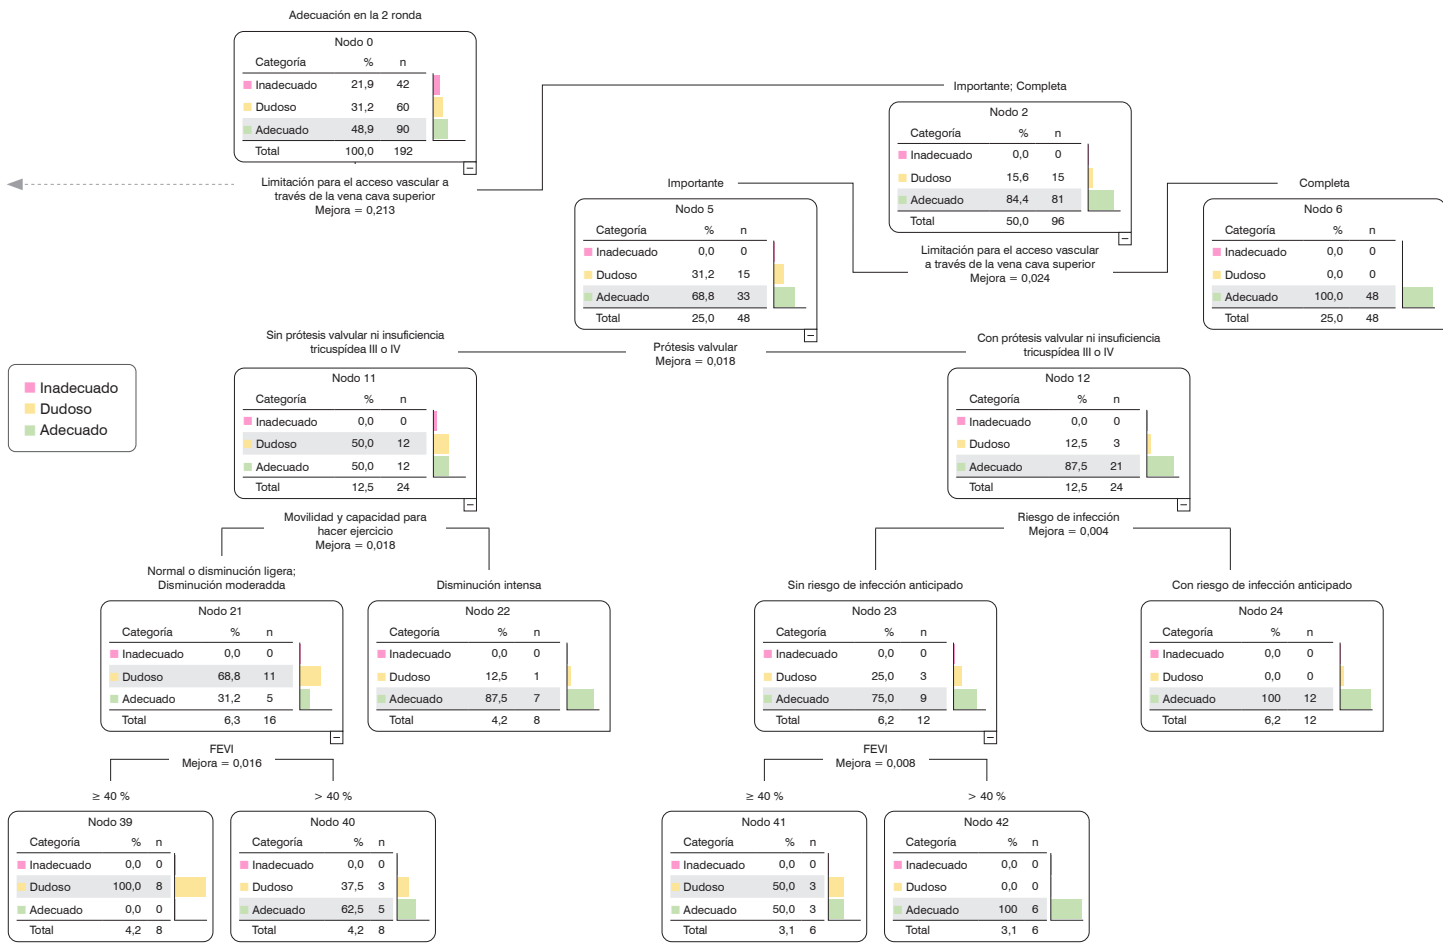 Adecuación en la 2 ronda
Nodo 0
Categoría % n
Inadecuado 21,9 42
Dudoso 31,2 60
Adecuado 48,9 90
Total 100,0 192
Limitación para el acceso vascular a
través de la vena cava superior
Mejora = 0,213
Importante; Completa
Nodo 2
Categoría % n
Inadecuado 0,0 0
Dudoso 15,6 15
Adecuado 84,4 81
Total 50,0 96
Limitación para el acceso vascular
a través de la vena cava superior
Mejora = 0,024
Importante
Nodo 5
Categoría % n
Inadecuado 0,0 0
Dudoso 31,2 15
Adecuado 68,8 33
Total 25,0 48
Completa
Nodo 6
Categoría % n
Inadecuado 0,0 0
Dudoso 0,0 0
Adecuado 100,0 48
Total 25,0 48
Prótesis valvular
Mejora = 0,018
Inadecuado
Dudoso
Adecuado
Sin prótesis valvular ni insuficiencia
tricuspídea III o IV
Nodo 11
Categoría % n
Inadecuado 0,0 0
Dudoso 50,0 12
Adecuado 50,0 12
Total 12,5 24
Movilidad y capacidad para
hacer ejercicio
Mejora = 0,018
Con prótesis valvular ni insuficiencia
tricuspídea III o IV
Nodo 12
Categoría % n
Inadecuado 0,0 0
Dudoso 12,5 3
Adecuado 87,5 21
Total 12,5 24
Riesgo de infección
Mejora = 0,004
Normal o disminución ligera;
Disminución moderadda
Nodo 21
Categoría % n
Inadecuado 0,0 0
Dudoso 68,8 11
Adecuado 31,2 5
Total 6,3 16
FEVI
Mejora = 0,016
Disminución intensa
Nodo 22
Categoría % n
Inadecuado 0,0 0
Dudoso 12,5 1
Adecuado 87,5 7
Total 4,2 8
Sin riesgo de infección anticipado
Nodo 23
Categoría % n
Inadecuado 0,0 0
Dudoso 25,0 3
Adecuado 75,0 9
Total 6,2 12
FEVI
Mejora = 0,008
Con riesgo de infección anticipado
Nodo 24
Categoría % n
Inadecuado 0,0 0
Dudoso 0,0 0
Adecuado 100 12
Total 6,2 12
≥ 40 %
Nodo 39
Categoría % n
Inadecuado 0,0 0
Dudoso 100,0 8
Adecuado 0,0 0
Total 4,2 8
> 40 %
Nodo 40
Categoría % n
Inadecuado 0,0 0
Dudoso 37,5 3
Adecuado 62,5 5
Total 4,2 8
≥ 40 %
Nodo 41
Categoría % n
Inadecuado 0,0 0
Dudoso 50,0 3
Adecuado 50,0 3
Total 3,1 6
> 40 %
Nodo 42
Categoría % n
Inadecuado 0,0 0
Dudoso 0,0 0
Adecuado 100 6
Total 3,1 6